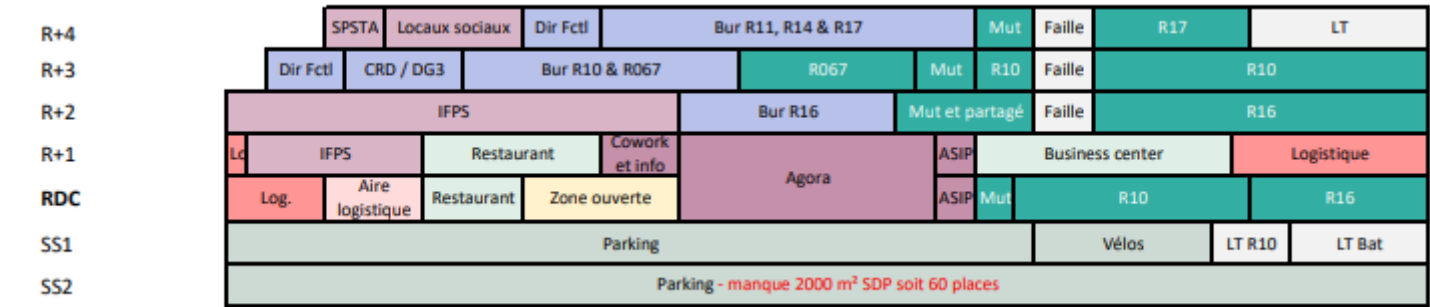 R+4 SPSTA Locaux sociaux Dir Fctl Bur R11, R14 & R17 Mut Faille R17 LT
R+3 Dir Fctl CRD / DG3 Bur R10 & R067 R067 Mut R10 Faille R10
R+2 IFPS Bur R16 Mut et partagé Faille R16
R+1 Lo IFPS Restaurant Cowork et info Agora ASIP Business center Logistique
RDC Log. Aire logistique Restaurant Zone ouverte ASIP Mut R10 R16
SS1 Parking Vélos LT R10 LT Bat
SS2 Parking - manque 2000 m² SDP soit 60 places